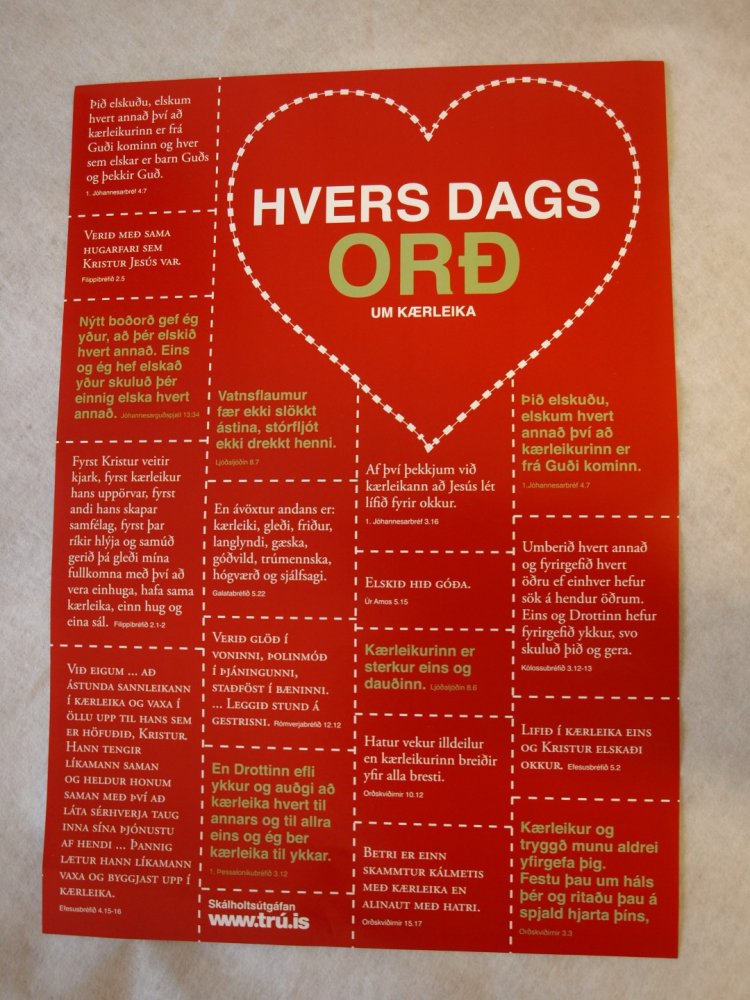 Þið elskuðu, elskum
hvert annað því að
kærleikurinn er frá
Guði kominn og hver
sem elskar er barn Guðs
og þekkir Guð.
1. Jóhannesarbréf 4:7
VERIÐ MEÐ SAMA
HUGARFARI SEM
KRISTUR JESÚS VAR.
Filippíbréfið 2.5
Nýtt boðorð gef ég
yður, að þér elskið
hvert annað. Eins
og ég hef elskað
yður skuluð þér
einnig elska hvert
annað. Jóhannesarguðspjall 13:34
Fyrst Kristur veitir
kjark, fyrst kærleikur
hans uppörvar, fyrst
andi hans skapar
samfélag, fyrst þar
ríkir hlýja og samúð
gerið þá gleði mína
fullkomna með því að
vera einhuga, hafa sama
kærleika, einn hug og
eina sál. Filippíbréfið 2.1-2
VIÐ EIGUM ... AÐ
ÁSTUNDA SANNLEIKANN
Í KÆRLEIKA OG VAXA Í
ÖLLU UPP TIL HANS SEM
ER HÖFUÐIÐ, KRISTUR.
HANN TENGIR
LÍKAMANN SAMAN
OG HELDUR HONUM
SAMAN MEÐ ÞVÍ AÐ
LÁTA SÉRHVERJA TAUG
INNA SÍNA ÞJÓNUSTU
AF HENDI ... ÞANNIG
LÆTUR HANN LÍKAMANN
VAXA OG BYGGJAST UPP Í
KÆRLEIKA.
Efesusbréfið 4.15-16
HVERS DAGS
ORÐ
UM KÆRLEIKA
Vatnsflaumur
fær ekki slökkt
ástina, stórfljót
ekki drekkt henni.
Ljóðaljóðin 8.7
En ávöxtur andans er:
kærleiki, gleði, friður,
langlyndi, gæska,
góðvild, trúmennska,
hógværð og sjálfsagi.
Galatabréfið 5.22
VERIÐ GLÖÐ Í
VONINNI, ÞOLINMÓÐ
Í ÞJÁNINGUNNI,
STAÐFÖST Í BÆNINNI.
... LEGGIÐ STUND Á
GESTRISNI. Rómverjabréfið 12.12
En Drottinn efli
ykkur og auðgi að
kærleika hvert til
annars og til allra
eins og ég ber
kærleika til ykkar.
1. Þessaloníkubréfið 3.12
Skálholtsútgáfan
www.trú.is
Af því þekkjum við
kærleikann að Jesús lét
lífið fyrir okkur.
1. Jóhannesarbréf 3.16
ELSKIÐ HIÐ GÓÐA.
Úr Amos 5.15
Kærleikurinn er
sterkur eins og
dauðinn. Ljóðaljóðin 8.6
Hatur vekur illdeilur
en kærleikurinn breiðir
yfir alla bresti.
Orðskviðirnir 10.12
BETRI ER EINN
SKAMMTUR KÁLMETIS
MEÐ KÆRLEIKA EN
ALINAUT MEÐ HATRI.
Orðskviðirnir 15.17
Þið elskuðu,
elskum hvert
annað því að
kærleikurinn er
frá Guði kominn.
1.Jóhannesarbréf 4.7
Umberið hvert annað
og fyrirgefið hvert
öðru ef einhver hefur
sök á hendur öðrum.
Eins og Drottinn hefur
fyrirgefið ykkur, svo
skuluð þið og gera.
Kólossubréfið 3.12-13
LIFIÐ Í KÆRLEIKA EINS
OG KRISTUR ELSKAÐI
OKKUR. Efesusbréfið 5.2
Kærleikur og
tryggð munu aldrei
yfirgefa þig.
Festu þau um háls
þér og ritaðu þau á
spjald hjarta þíns,
Orðskviðirnir 3.3